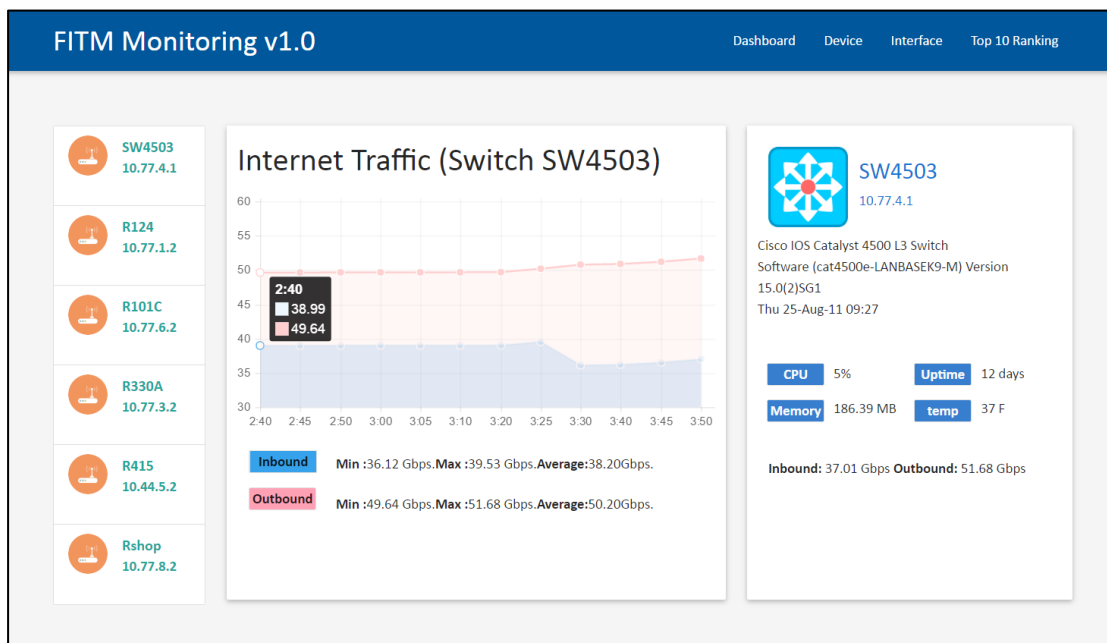 FITM Monitoring v1.0
Dashboard Device Interface Top 10 Ranking
SW4503
10.77.4.1
R124
10.77.1.2
R101C
10.77.6.2
R330A
10.77.3.2
R415
10.44.5.2
Rshop
10.77.8.2
Internet Traffic (Switch SW4503)
60
55
50
45
40
35
30
2:40
38.99
49.64
2:40 2:45 2:50 3:00 3:05 3:10 3:20 3:25 3:30 3:40 3:45 3:50
Inbound Min :36.12 Gbps.Max :39.53 Gbps.Average:38.20Gbps.
Outbound Min :49.64 Gbps.Max :51.68 Gbps.Average:50.20Gbps.
SW4503
10.77.4.1
Cisco IOS Catalyst 4500 L3 Switch
Software (cat4500e-LANBASEK9-M) Version
15.0(2)SG1
Thu 25-Aug-11 09:27
CPU 5% Uptime 12 days
Memory 186.39 MB temp 37 F
Inbound: 37.01 Gbps Outbound: 51.68 Gbps